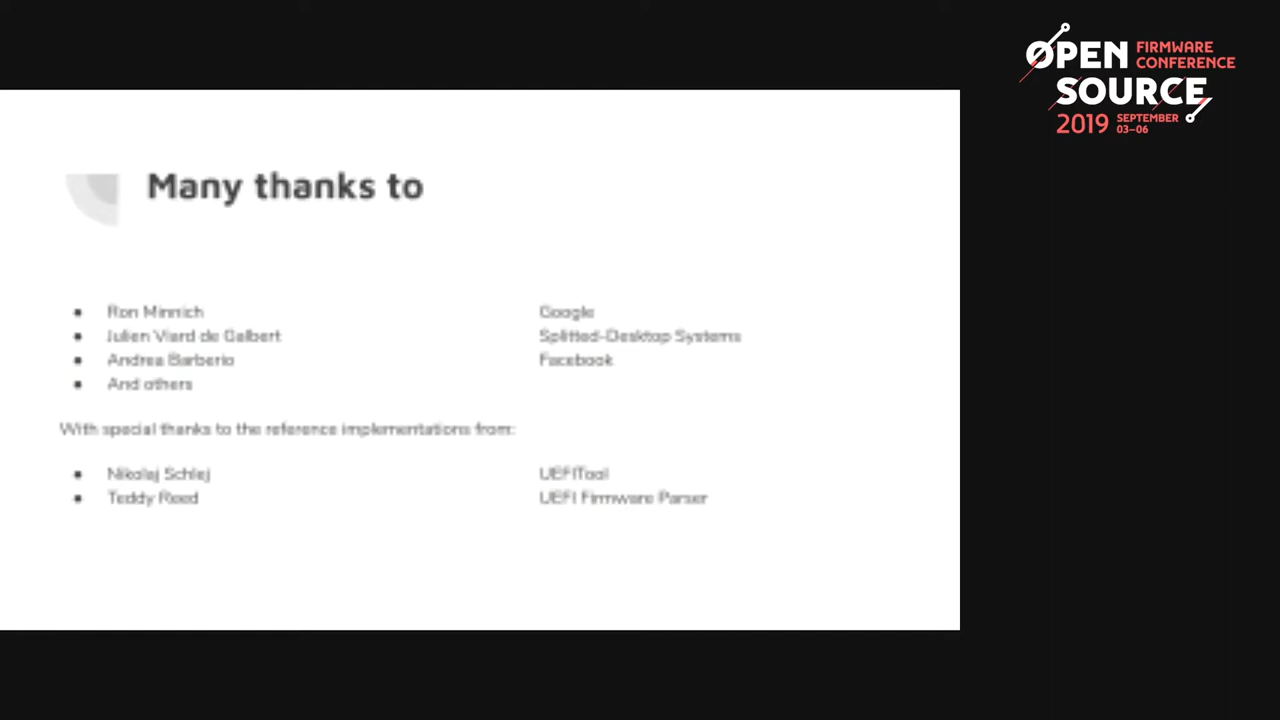 OPEN FIRMWARE
CONFERENCE
SOURCE
2019 SEPTEMBER
03–06
Many thanks to
• Ron Minnich Google
• Julien Viard de Galbert Splitted-Desktop Systems
• Andrea Barberio Facebook
• And others
With special thanks to the reference implementations from:
• Nikolaj Schlej UEFITool
• Teddy Reed UEFI Firmware Parser